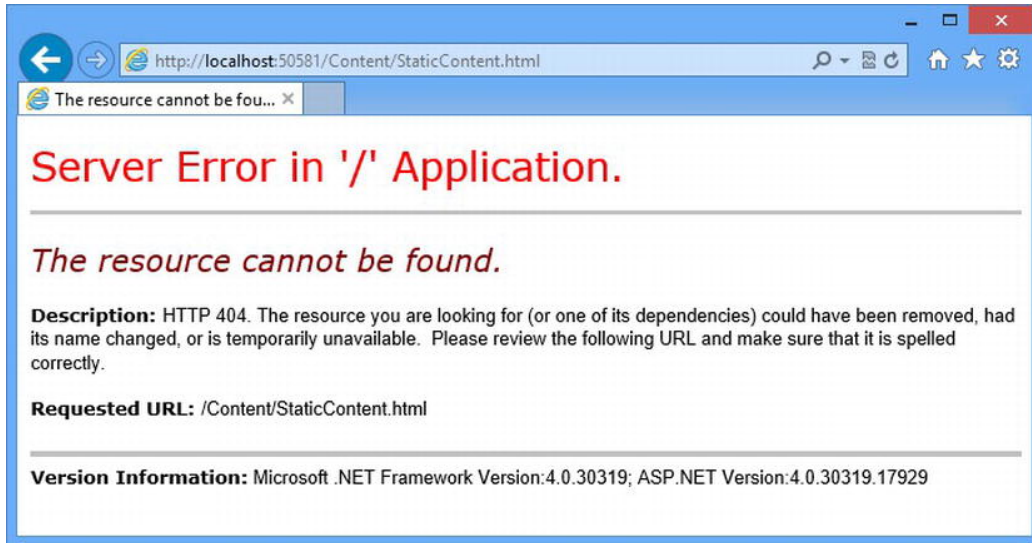 http://localhost:50581/Content/StaticContent.html
The resource cannot be fou...
Server Error in '/' Application.
The resource cannot be found.
Description: HTTP 404. The resource you are looking for (or one of its dependencies) could have been removed, had
its name changed, or is temporarily unavailable.  Please review the following URL and make sure that it is spelled
correctly.
Requested URL: /Content/StaticContent.html
Version Information: Microsoft .NET Framework Version:4.0.30319; ASP.NET Version:4.0.30319.17929